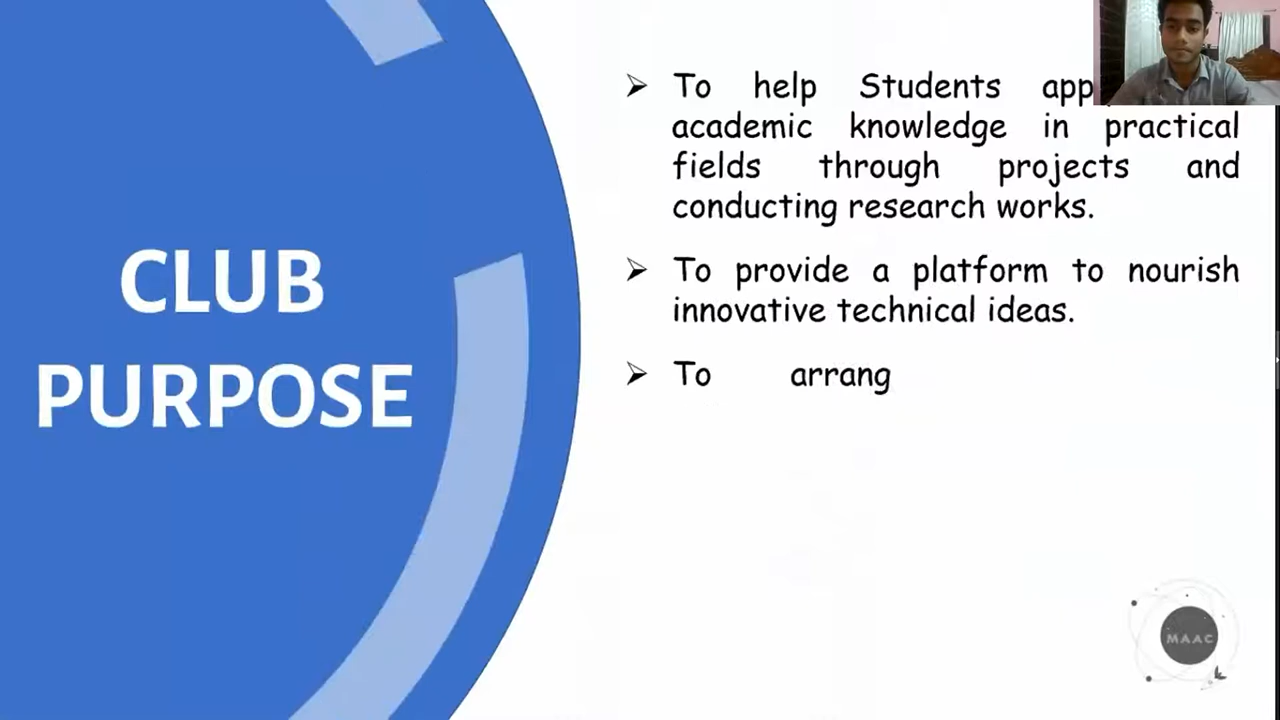 CLUB
PURPOSE
To help Students app
academic knowledge in practical
fields through projects and
conducting research works.
To provide a platform to nourish
innovative technical ideas.
To arrang
MAAC